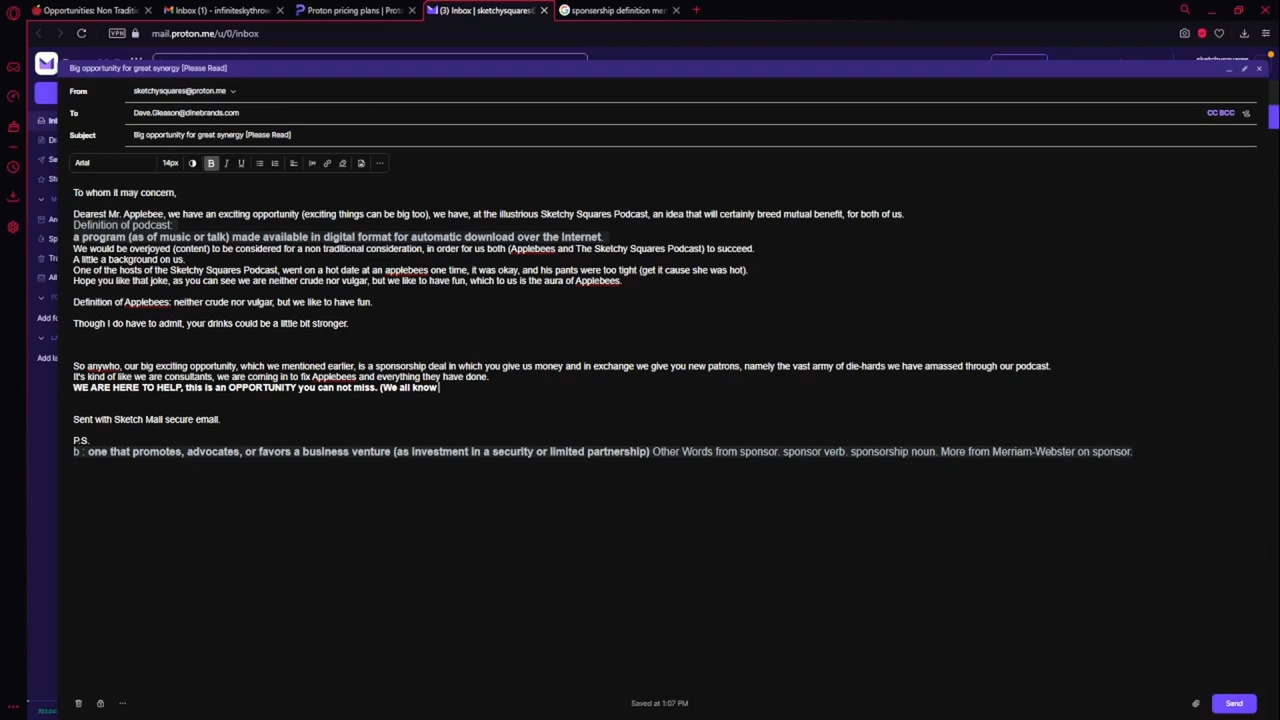 Opportunities: Non Traditi
Inbox (1) - infiniteskythrow
Proton pricing plans | Prot
(3) Inbox | sketchysquares
sponsership definition mer
VPN
mail.proton.me/u/0/inbox
Big opportunity for great synergy [Please Read]
From sketchysquares@proton.me
To Dave.Gleason@dinebrands.com CC BCC
Subject Big opportunity for great synergy [Please Read]
Arial 14px B I U
To whom it may concern,
Dearest Mr. Applebee, we have an exciting opportunity (exciting things can be big too), we have, at the illustrious Sketchy Squares Podcast, an idea that will certainly breed mutual benefit, for both of us.
Definition of podcast:
a program (as of music or talk) made available in digital format for automatic download over the Internet.
We would be overjoyed (content) to be considered for a non traditional consideration, in order for us both (Applebees and The Sketchy Squares Podcast) to succeed.
A little a background on us.
One of the hosts of the Sketchy Squares Podcast, went on a hot date at an applebees one time, it was okay, and his pants were too tight (get it cause she was hot).
Hope you like that joke, as you can see we are neither crude nor vulgar, but we like to have fun, which to us is the aura of Applebees.
Definition of Applebees: neither crude nor vulgar, but we like to have fun.
Though I do have to admit, your drinks could be a little bit stronger.
So anywho, our big exciting opportunity, which we mentioned earlier, is a sponsorship deal in which you give us money and in exchange we give you new patrons, namely the vast army of die-hards we have amassed through our podcast.
It's kind of like we are consultants, we are coming in to fix Applebees and everything they have done.
WE ARE HERE TO HELP, this is an OPPORTUNITY you can not miss. (We all know
Sent with Sketch Mail secure email.
P.S.
b : one that promotes, advocates, or favors a business venture (as investment in a security or limited partnership) Other Words from sponsor. sponsor verb. sponsorship noun. More from Merriam-Webster on sponsor.
Inb
Dra
Se
Sta
Arc
Spa
Tra
All
Add fo
Add la
Saved at 1:07 PM
Send